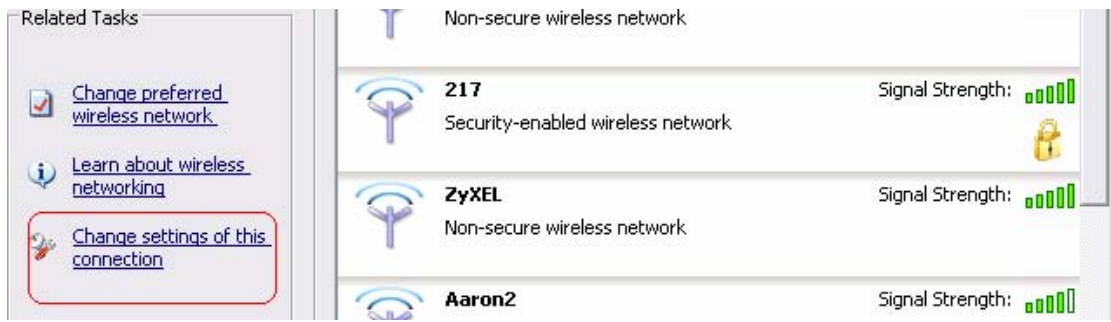 Related Tasks
Change preferred
wireless network
Learn about wireless
networking
Change settings of this
connection
Non-secure wireless network
217
Signal Strength:
Security-enabled wireless network
ZyXEL
Signal Strength:
Non-secure wireless network
Aaron2
Signal Strength: